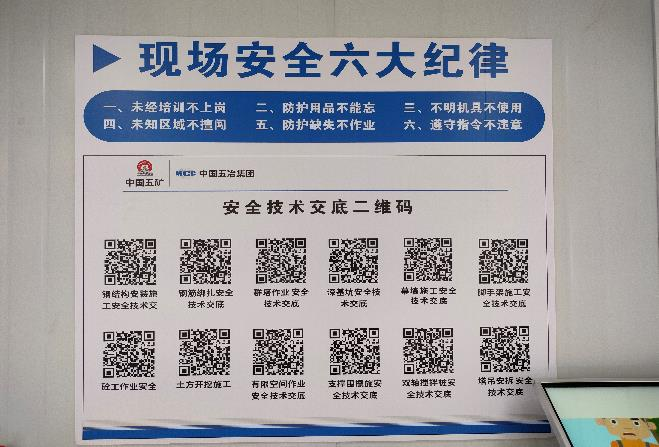 现场安全六大纪律
一、未经培训不上岗 二、防护用品不能忘 三、不明机具不使用
四、未知区域不擅闯 五、防护缺失不作业 六、遵守指令不违章
中国五矿 MCC 中国五冶集团
安全技术交底二维码
钢结构安装施
工安全技术交
钢筋绑扎安全
技术交底
群塔作业安全
技术交底
深基坑安全技
术交底
幕墙施工安全
技术交底
脚手架施工安
全技术交底
砼工作业安全
土方开挖施工
有限空间作业
安全技术交底
支撑围檩施安
全技术交底
双轴搅拌桩安
全技术交底
塔吊安拆安全
技术交底